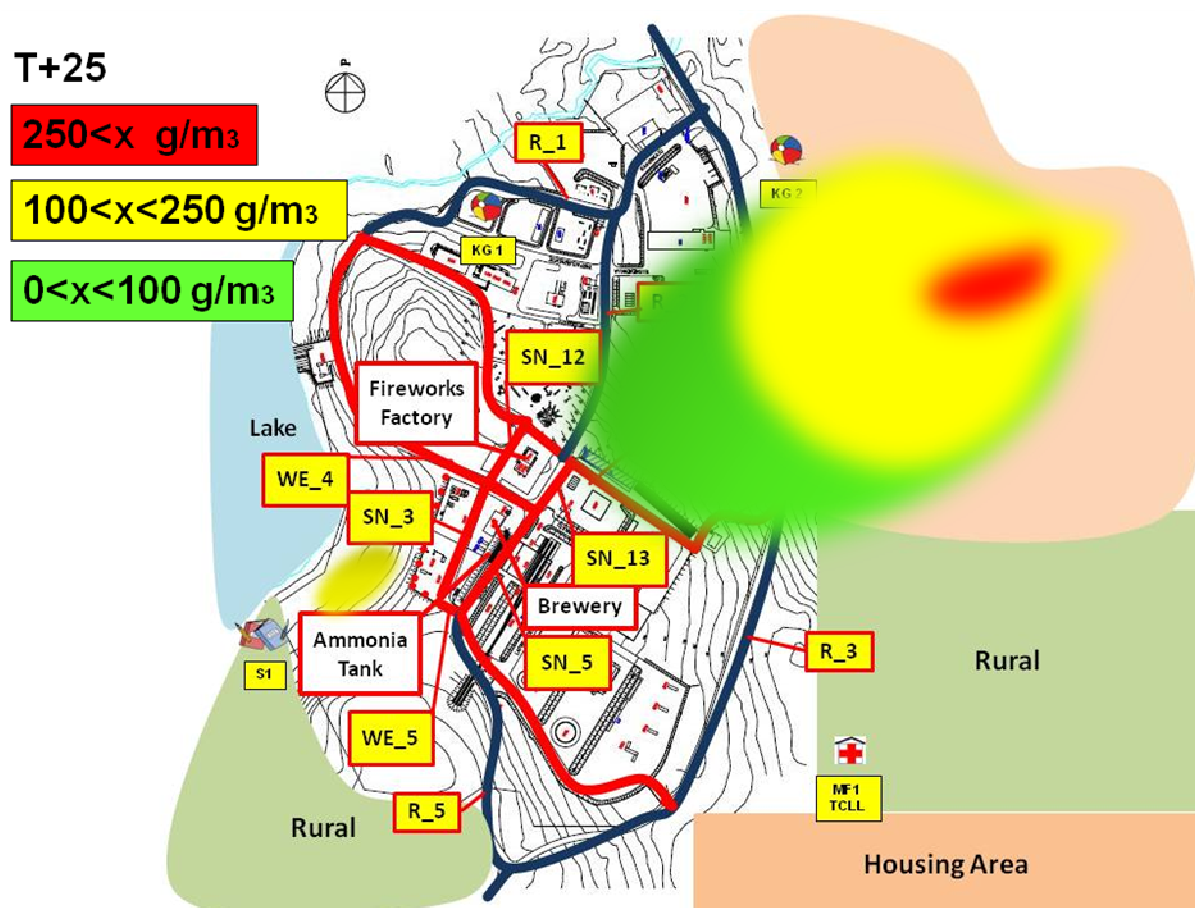 T+25
250<x g/m3
100<x<250 g/m3
0<x<100 g/m3
R_1
KG 2
KG 1
R
SN_12
Fireworks
Factory
Lake
WE_4
SN_3
SN_13
Brewery
Ammonia
Tank
SN_5
S1
R_3
Rural
WE_5
MF1
TCLL
R_5
Rural
Housing Area